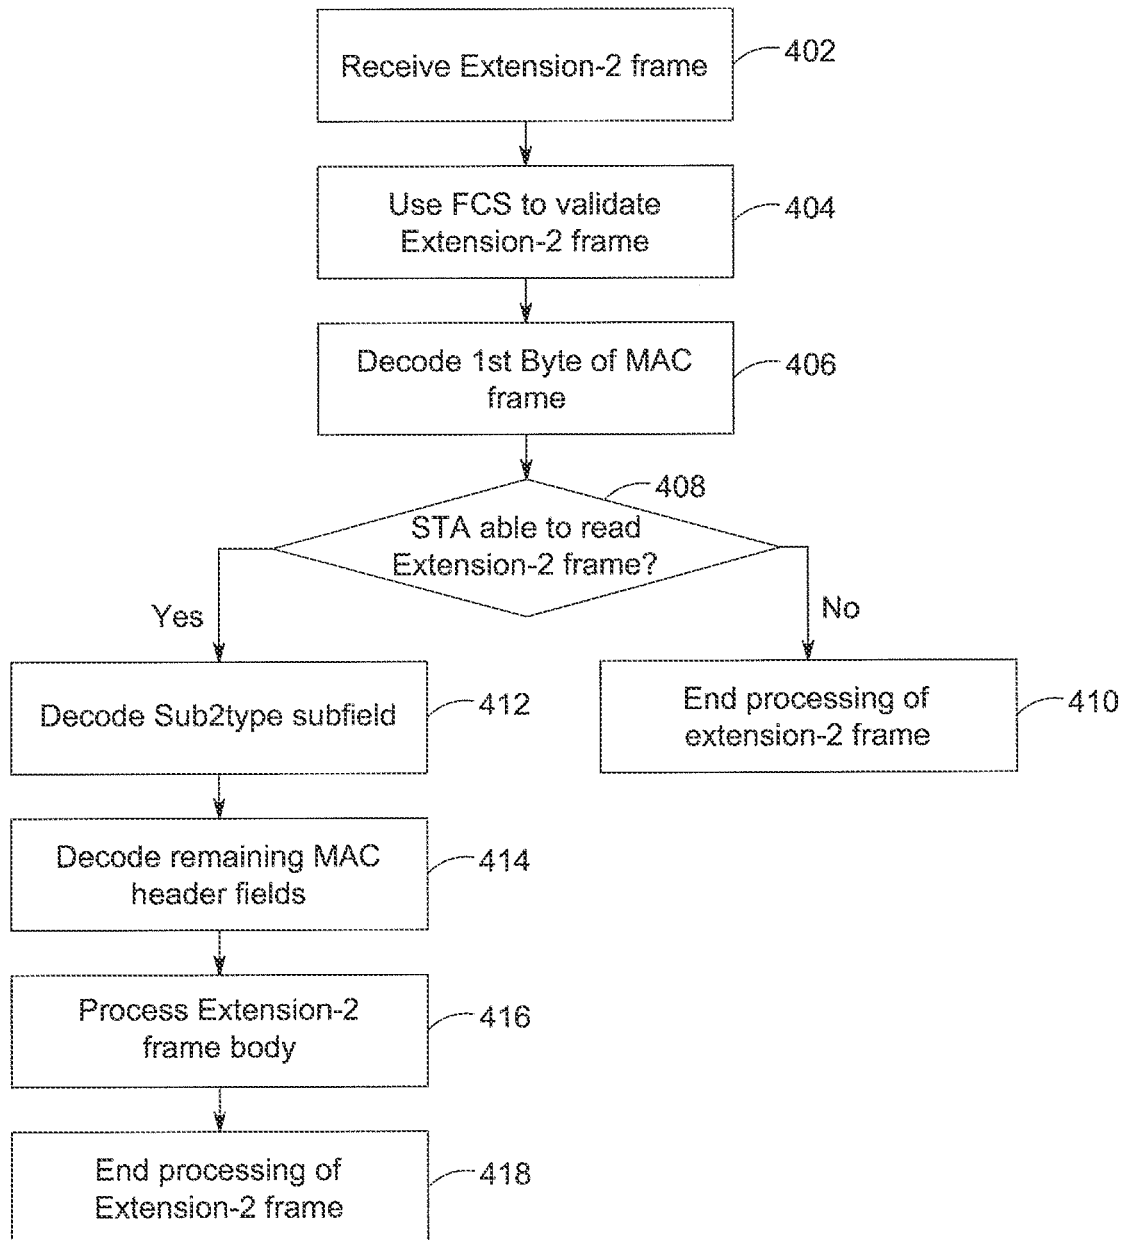 Receive Extension-2 frame
402
Use FCS to validate
Extension-2 frame
404
Decode 1st Byte of MAC
frame
406
408
STA able to read
Extension-2 frame?
Yes
No
Decode Sub2type subfield
412
End processing of
extension-2 frame
410
Decode remaining MAC
header fields
414
Process Extension-2
frame body
416
End processing of
Extension-2 frame
418